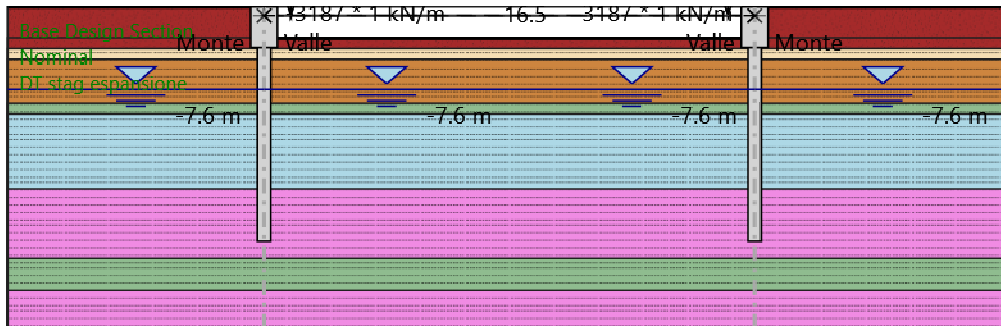 3187 * 1 kN/m 16.5 3187 * 1 kN/m
Base Design Section
Monte Valle Valle Monte
Nominal
DT stag espansione
-7.6 m -7.6 m -7.6 m -7.6 m